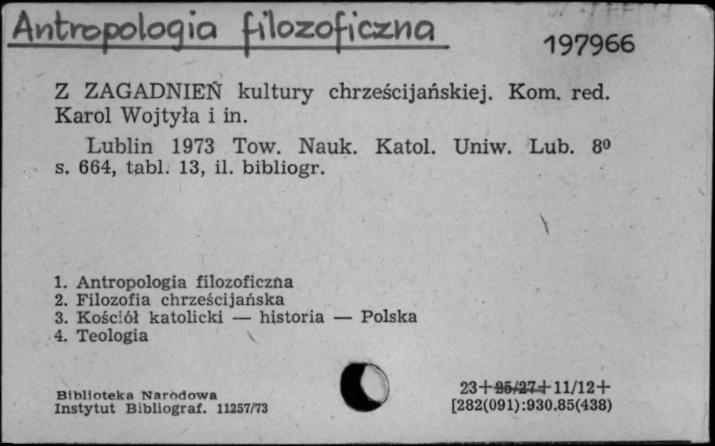 Antropologia filozoficzna
197966
Z ZAGADNIEŃ kultury chrześcijańskiej. Kom. red.
Karol Wojtyła i in.
Lublin 1973 Tow. Nauk. Katol. Uniw. Lub. 8º
s. 664, tabl. 13, il. bibliogr.
1. Antropologia filozoficzna
2. Filozofia chrześcijańska
3. Kościół katolicki — historia — Polska
4. Teologia
Biblioteka Narodowa
Instytut Bibliograf. 11257/73
23+25/27+11/12+
[282(091):930.85(438)